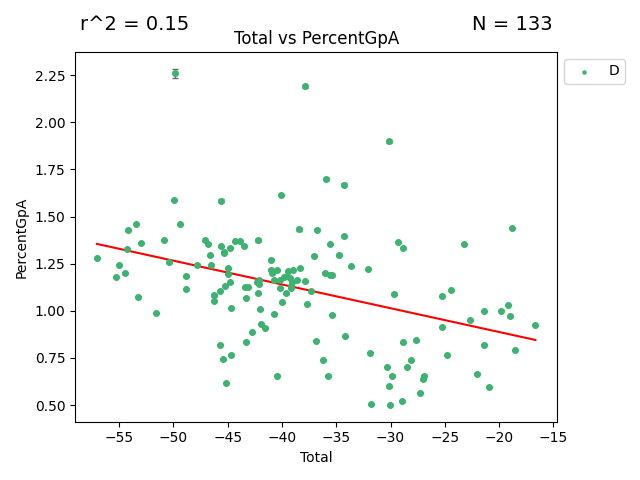 r^2 = 0.15
N = 133
Total vs PercentGpA
D
PercentGpA
2.25
2.00
1.75
1.50
1.25
1.00
0.75
0.50
−55 −50 −45 −40 −35 −30 −25 −20 −15
Total